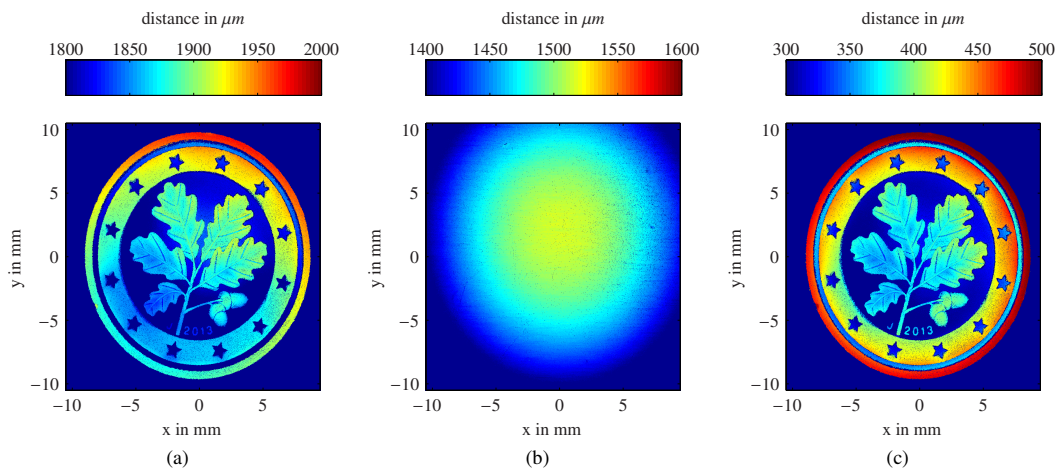 distance in μm
1800 1850 1900 1950 2000
10
5
0
−5
−10
y in mm
−10 −5 0 5
x in mm
2013
(a)
distance in μm
1400 1450 1500 1550 1600
10
5
0
−5
−10
y in mm
−10 −5 0 5
x in mm
(b)
distance in μm
300 350 400 450 500
10
5
0
−5
−10
y in mm
−10 −5 0 5
x in mm
J 2013
(c)